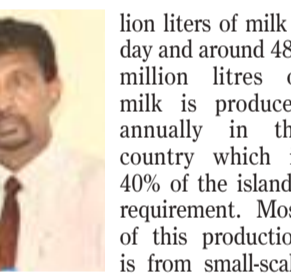 lion liters of milk
day and around 48
million litres
milk is produce
annually in th
country which
40% of the island
requirement. Mos
of this productio
is from small-scal